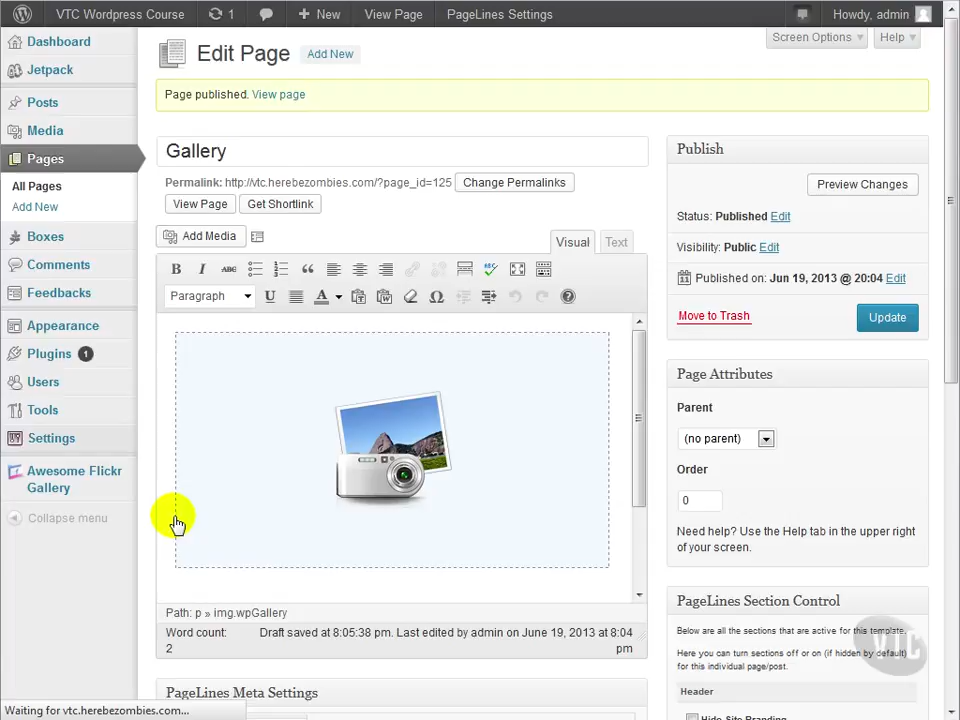 VTC Wordpress Course
1
New
View Page
PageLines Settings
Howdy, admin
Dashboard
Jetpack
Posts
Media
Pages
All Pages
Add New
Boxes
Comments
Feedbacks
Appearance
Plugins 1
Users
Tools
Settings
Awesome Flickr
Gallery
Collapse menu
Screen Options
Help
Edit Page
Add New
Page published. View page
Gallery
Permalink: http://vtc.herebezombies.com/?page_id=125
Change Permalinks
View Page
Get Shortlink
Add Media
Visual
Text
B I ABC
ABC
Paragraph
U
A
Path: p » img.wpGallery
Word count:
2
Draft saved at 8:05:38 pm. Last edited by admin on June 19, 2013 at 8:04
pm
PageLines Meta Settings
Publish
Preview Changes
Status: Published Edit
Visibility: Public Edit
Published on: Jun 19, 2013 @ 20:04 Edit
Move to Trash
Update
Page Attributes
Parent
(no parent)
Order
0
Need help? Use the Help tab in the upper right
of your screen.
PageLines Section Control
Below are all the sections that are active for this template.
Here you can turn sections off or on (if hidden by default)
for this individual page/post.
Header
Hide Site Branding
VTC
Waiting for vtc.herebezombies.com...